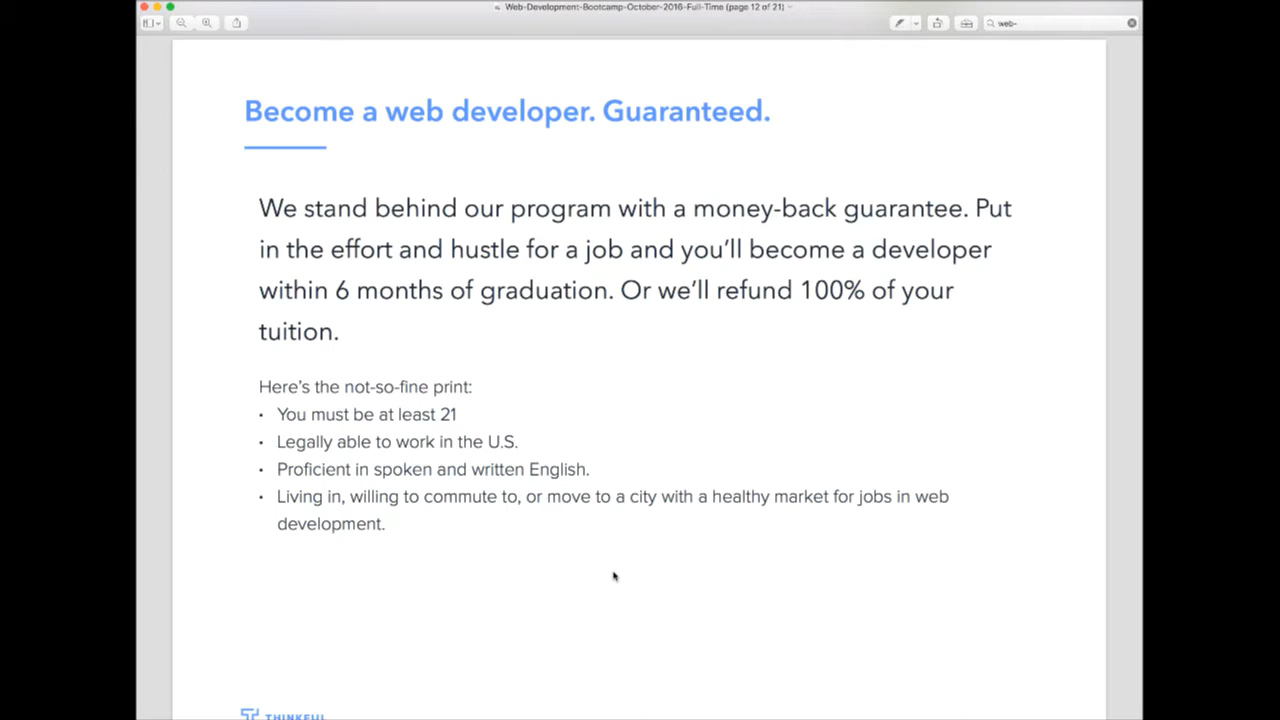 Web-Development-Bootcamp-October-2016-Full-Time (page 12 of 21)
web-
Become a web developer. Guaranteed.
We stand behind our program with a money-back guarantee. Put
in the effort and hustle for a job and you'll become a developer
within 6 months of graduation. Or we'll refund 100% of your
tuition.
Here's the not-so-fine print:
• You must be at least 21
• Legally able to work in the U.S.
• Proficient in spoken and written English.
• Living in, willing to commute to, or move to a city with a healthy market for jobs in web
development.
THINKFUL